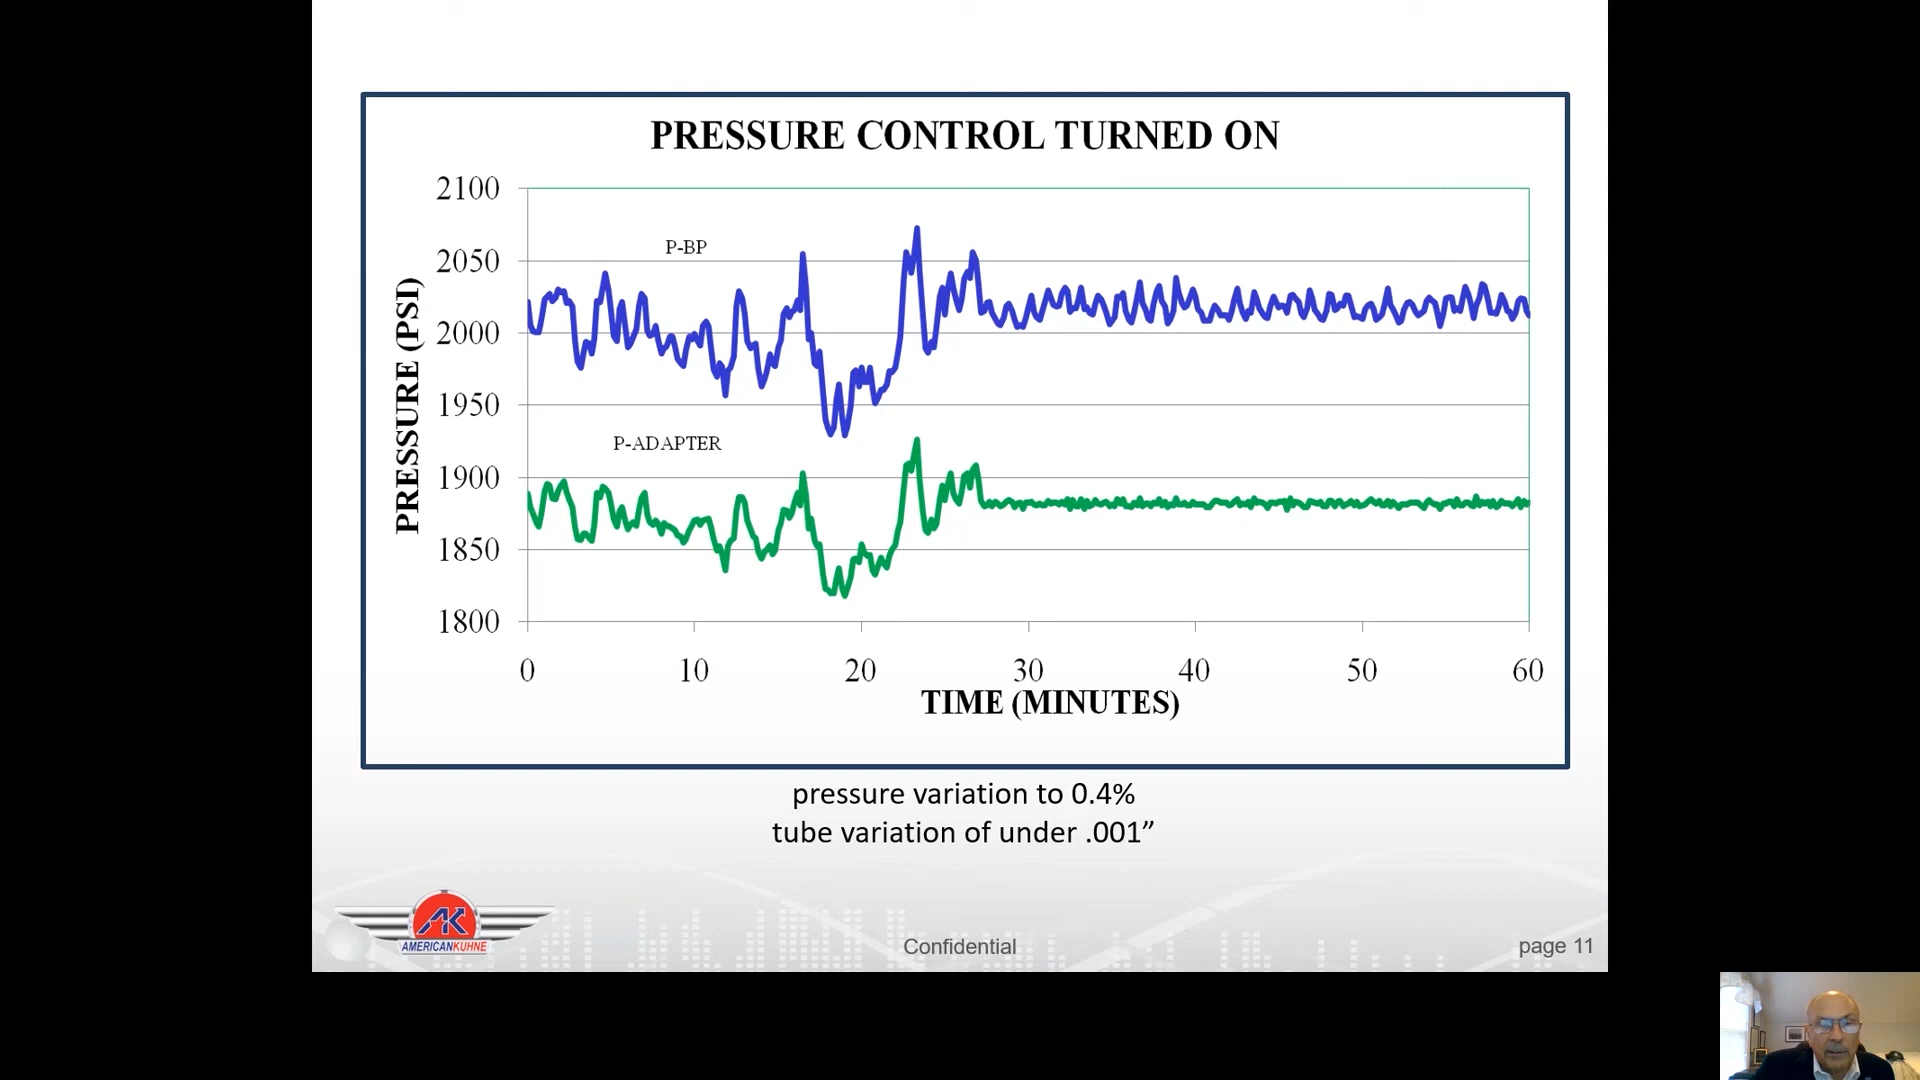 PRESSURE CONTROL TURNED ON
2100
2050
2000
1950
1900
1850
1800
PRESSURE (PSI)
P-BP
P-ADAPTER
0 10 20 30 40 50 60
TIME (MINUTES)
pressure variation to 0.4%
tube variation of under .001”
AK
AMERICANKUHNE
Confidential
page 11